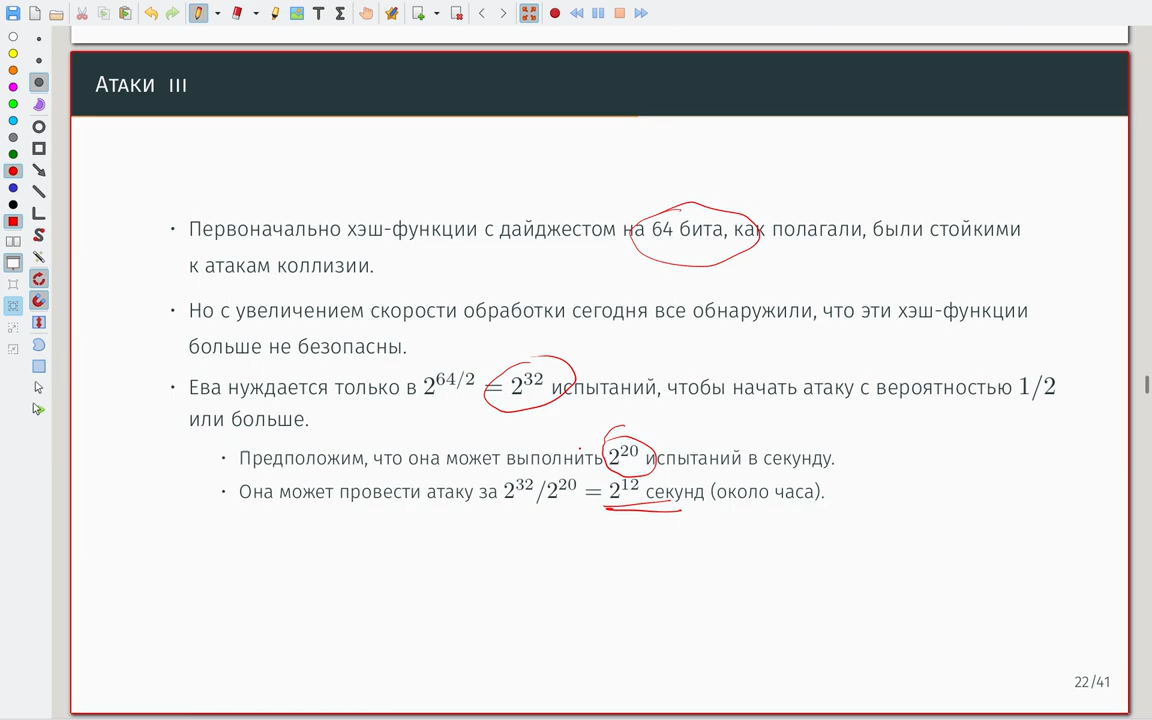 Атаки III
• Первоначально хэш-функции с дайджестом на 64 бита, как полагали, были стойкими
к атакам коллизии.
• Но с увеличением скорости обработки сегодня все обнаружили, что эти хэш-функции
больше не безопасны.
• Ева нуждается только в 2^{64/2} = 2^{32} испытаний, чтобы начать атаку с вероятностью 1/2
или больше.
• Предположим, что она может выполнить 2^{20} испытаний в секунду.
• Она может провести атаку за 2^{32}/2^{20} = 2^{12} секунд (около часа).
22/41